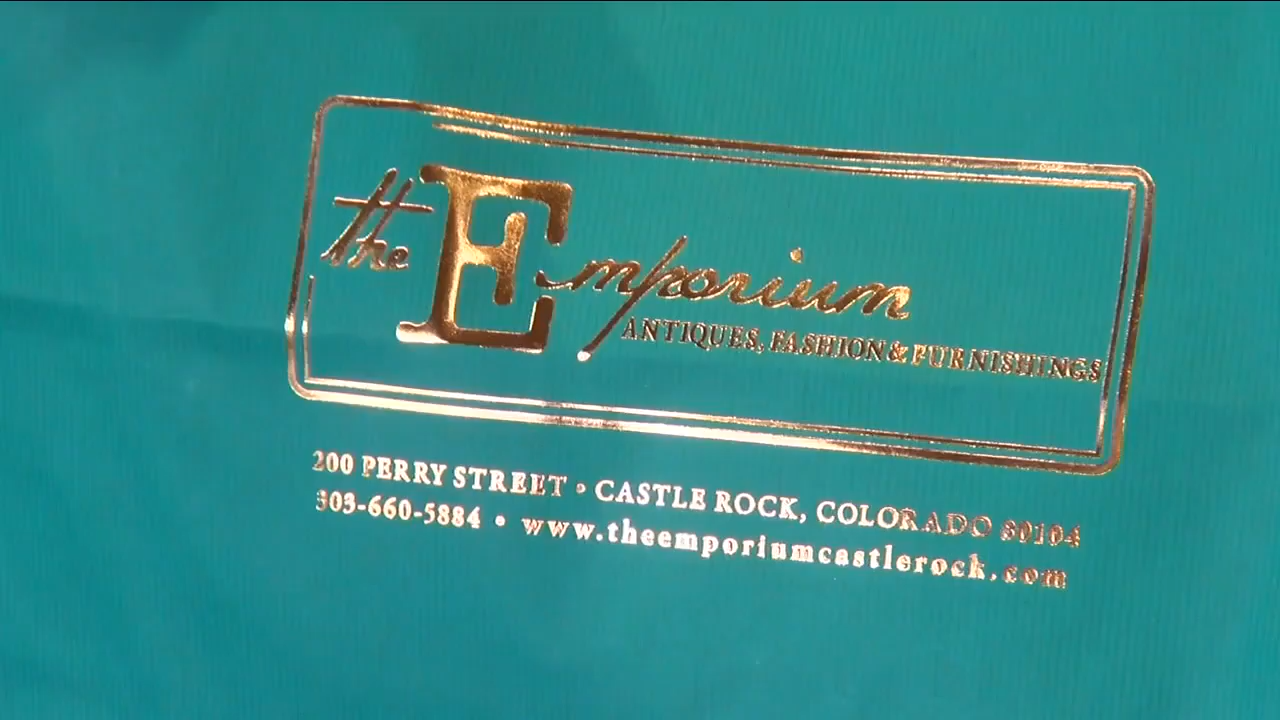 the Emporium
ANTIQUES, FASHION & FURNISHINGS
200 PERRY STREET • CASTLE ROCK, COLORADO 80104
303-660-5884 • www.theemporiumcastlerock.com